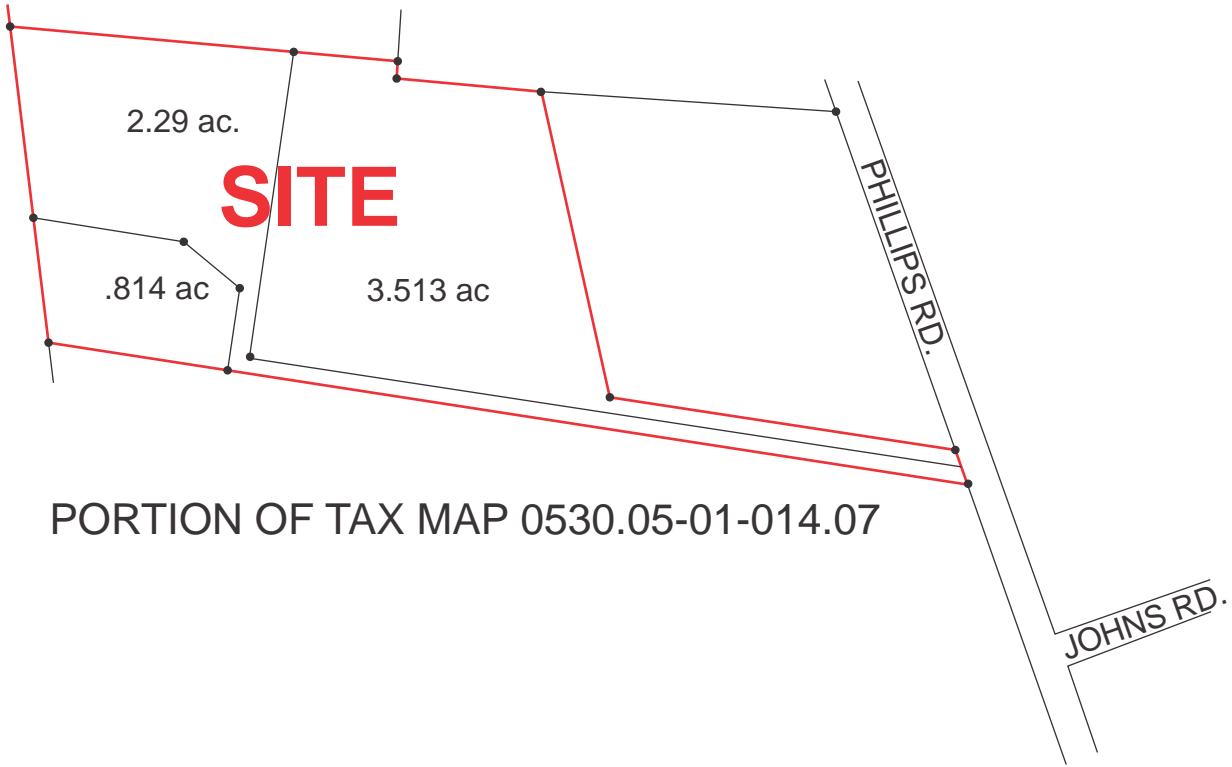 2.29 ac.
SITE
.814 ac
3.513 ac
PHILLIPS RD.
PORTION OF TAX MAP 0530.05-01-014.07
JOHNS RD.